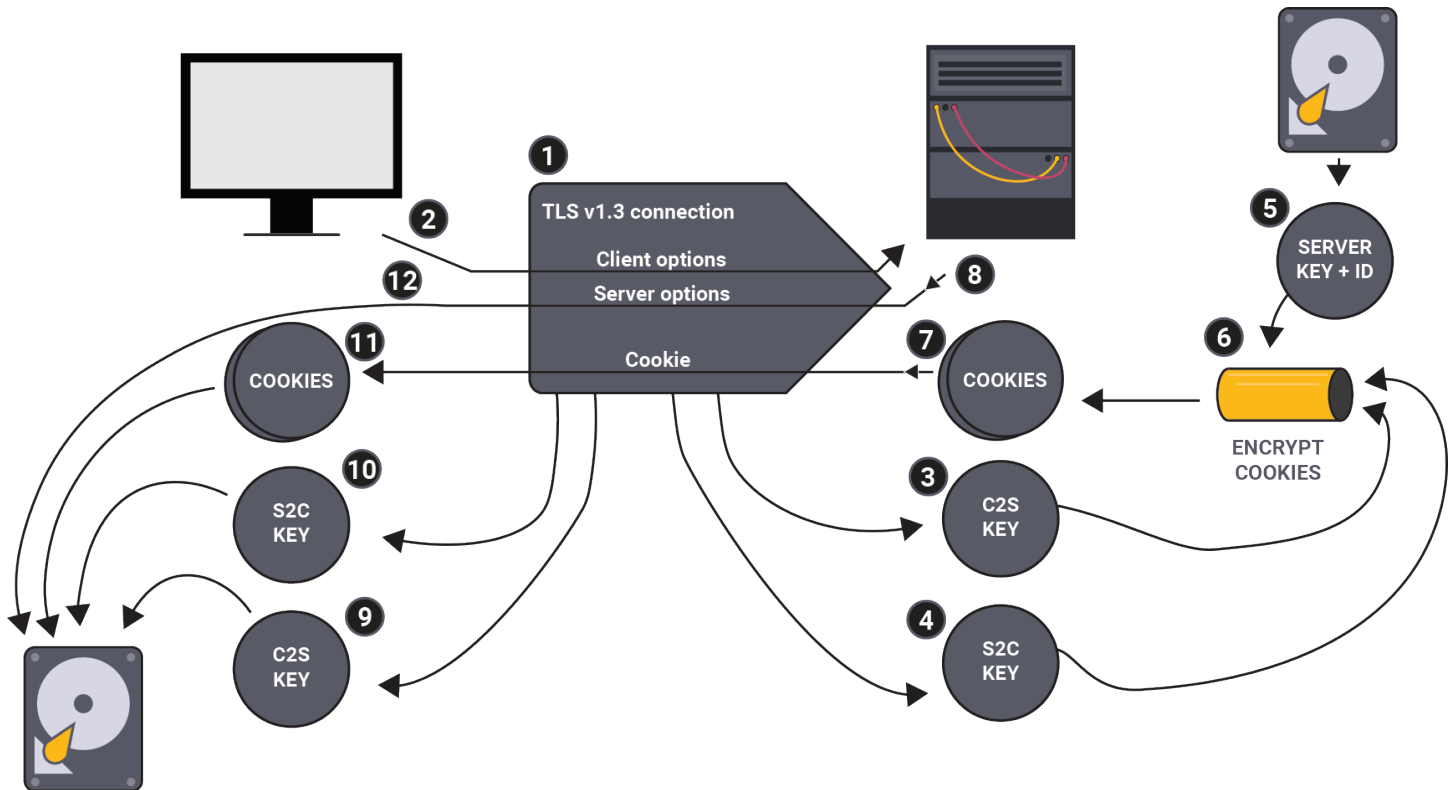 1
TLS v1.3 connection
2
Client options
5
SERVER
KEY + ID
12
Server options
8
11
COOKIES
Cookie
7
COOKIES
6
ENCRYPT
COOKIES
10
S2C
KEY
3
C2S
KEY
9
C2S
KEY
4
S2C
KEY